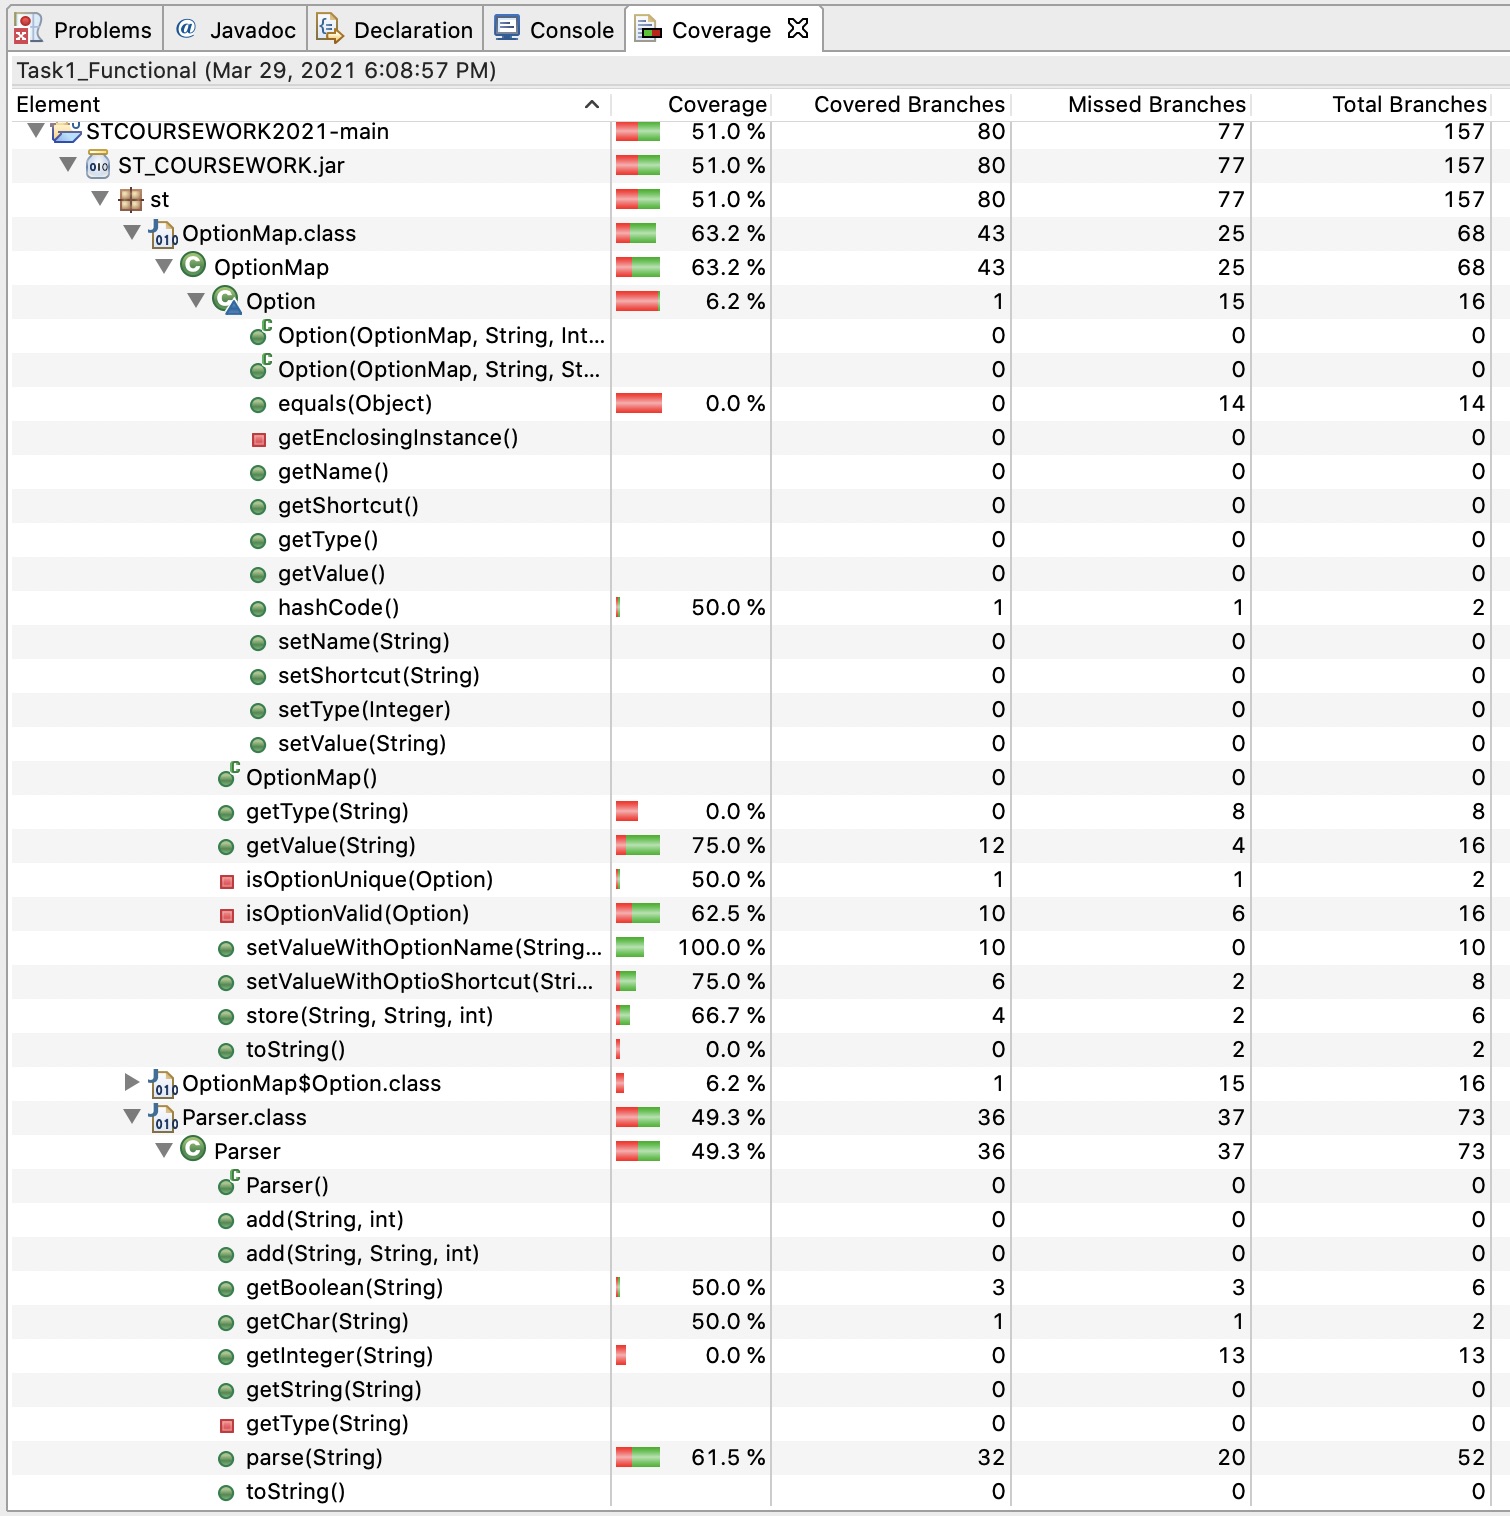 Problems @ Javadoc Declaration Console Coverage
Task1_Functional (Mar 29, 2021 6:08:57 PM)
Element Coverage Covered Branches Missed Branches Total Branches
STCOURSEWORK2021-main 51.0 % 80 77 157
ST_COURSEWORK.jar 51.0 % 80 77 157
st 51.0 % 80 77 157
OptionMap.class 63.2 % 43 25 68
OptionMap 63.2 % 43 25 68
Option 6.2 % 1 15 16
Option(OptionMap, String, Int... 0 0 0
Option(OptionMap, String, St... 0 0 0
equals(Object) 0.0 % 0 14 14
getEnclosingInstance() 0 0 0
getName() 0 0 0
getShortcut() 0 0 0
getType() 0 0 0
getValue() 0 0 0
hashCode() 50.0 % 1 1 2
setName(String) 0 0 0
setShortcut(String) 0 0 0
setType(Integer) 0 0 0
setValue(String) 0 0 0
OptionMap() 0 0 0
getType(String) 0.0 % 0 8 8
getValue(String) 75.0 % 12 4 16
isOptionUnique(Option) 50.0 % 1 1 2
isOptionValid(Option) 62.5 % 10 6 16
setValueWithOptionName(String... 100.0 % 10 0 10
setValueWithOptioShortcut(Stri... 75.0 % 6 2 8
store(String, String, int) 66.7 % 4 2 6
toString() 0.0 % 0 2 2
OptionMap$Option.class 6.2 % 1 15 16
Parser.class 49.3 % 36 37 73
Parser 49.3 % 36 37 73
Parser() 0 0 0
add(String, int) 0 0 0
add(String, String, int) 0 0 0
getBoolean(String) 50.0 % 3 3 6
getChar(String) 50.0 % 1 1 2
getInteger(String) 0.0 % 0 13 13
getString(String) 0 0 0
getType(String) 0 0 0
parse(String) 61.5 % 32 20 52
toString() 0 0 0